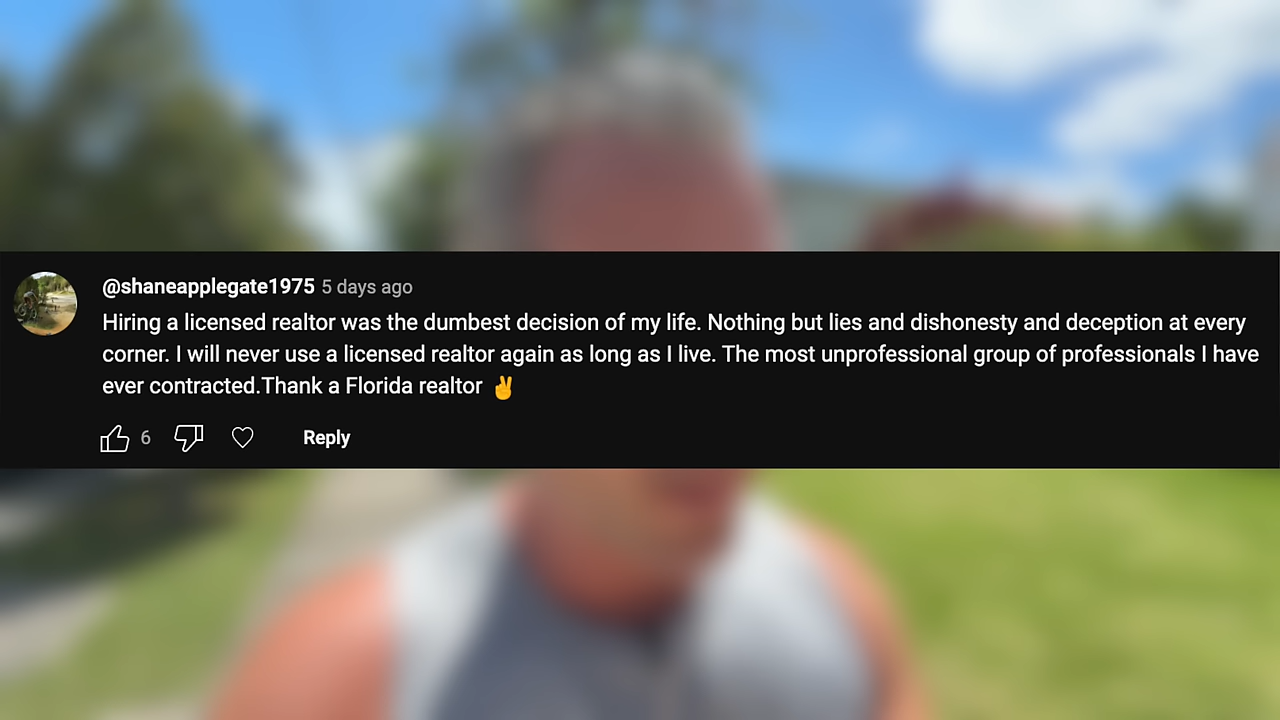 @shaneapplegate1975 5 days ago
Hiring a licensed realtor was the dumbest decision of my life. Nothing but lies and dishonesty and deception at every
corner. I will never use a licensed realtor again as long as I live. The most unprofessional group of professionals I have
ever contracted.Thank a Florida realtor ✌️
6 Reply